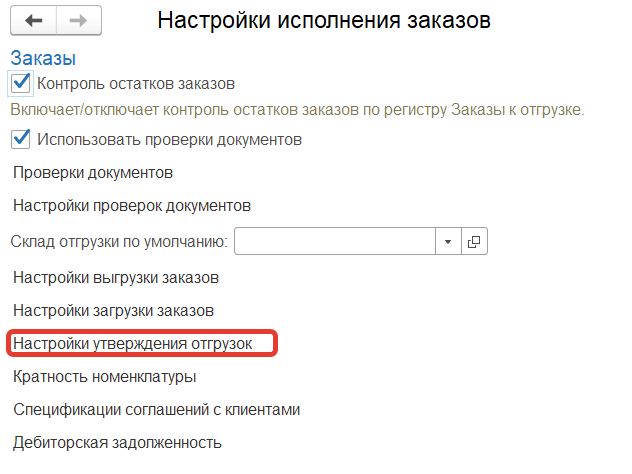 Настройки исполнения заказов
Заказы
Контроль остатков заказов
Включает/отключает контроль остатков заказов по регистру Заказы к отгрузке.
Использовать проверки документов
Проверки документов
Настройки проверок документов
Склад отгрузки по умолчанию:
Настройки выгрузки заказов
Настройки загрузки заказов
Настройки утверждения отгрузок
Кратность номенклатуры
Спецификации соглашений с клиентами
Дебиторская задолженность